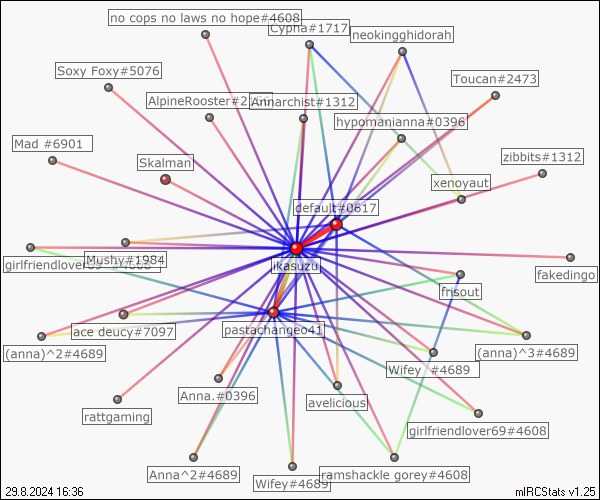 no cops no laws no hope#4608
Cypha#1717
neokingghidorah
Soxy Foxy#5076
Toucan#2473
AlpineRooster#2
Annarchist#1312
hypomanianna#0396
Mad #6901
Skalman
zibbits#1312
xenoyaut
default#0617
Mushy#1984
girlfriendlover69 #4608
ikasuzu
fakedingo
frisout
ace deucy#7097
pastachange041
(anna)^2#4689
(anna)^3#4689
Wifey #4689
Anna.#0396
avelicious
rattgaming
girlfriendlover69#4608
Anna^2#4689
Wifey#4689
ramshackle gorey#4608
29.8.2024 16:36
mIRCStats v1.25